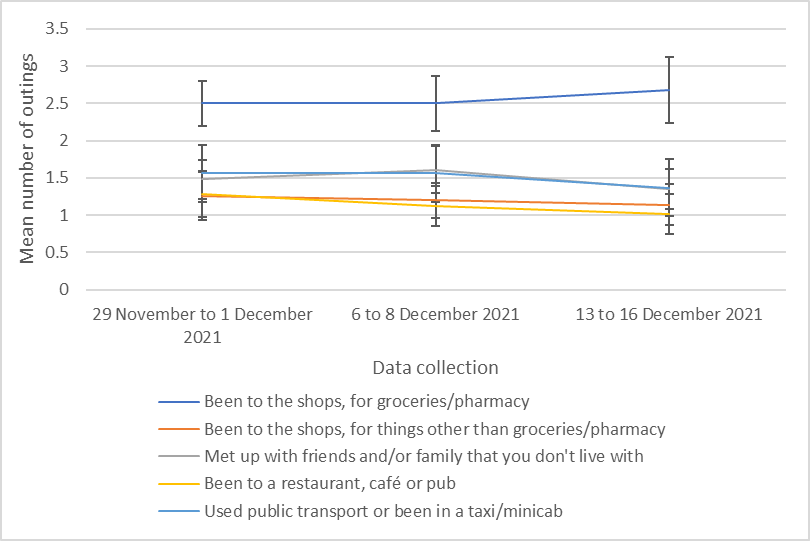 3.5
3
2.5
2
1.5
1
0.5
0
Mean number of outings
29 November to 1 December
2021
6 to 8 December 2021
13 to 16 December 2021
Data collection
Been to the shops, for groceries/pharmacy
Been to the shops, for things other than groceries/pharmacy
Met up with friends and/or family that you don't live with
Been to a restaurant, café or pub
Used public transport or been in a taxi/minicab